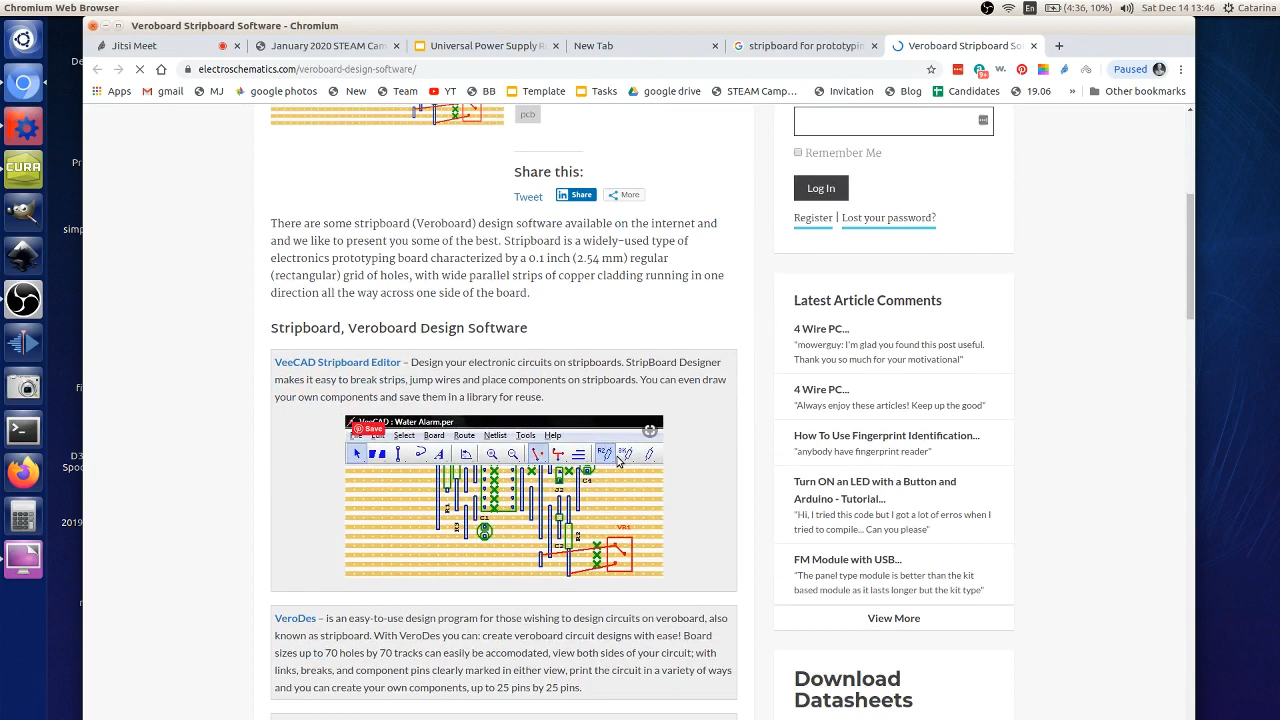 Chromium Web Browser
En
(4:36, 10%)
Sat Dec 14 13:46
Catarina
Veroboard Stripboard Software - Chromium
Jitsi Meet
January 2020 STEAM Cam
Universal Power Supply R
New Tab
stripboard for prototypin
Veroboard Stripboard So
electroschematics.com/veroboard-design-software/
9+
Paused
Apps
gmail
MJ
google photos
New
Team
YT
BB
Template
Tasks
google drive
STEAM Camp...
Invitation
Blog
Candidates
19.06
»
Other bookmarks
CURA
pcb
Share this:
Tweet
Share
More
There are some stripboard (Veroboard) design software available on the internet and
and we like to present you some of the best. Stripboard is a widely-used type of
electronics prototyping board characterized by a 0.1 inch (2.54 mm) regular
(rectangular) grid of holes, with wide parallel strips of copper cladding running in one
direction all the way across one side of the board.
Stripboard, Veroboard Design Software
VeeCAD Stripboard Editor – Design your electronic circuits on stripboards. StripBoard Designer
makes it easy to break strips, jump wires and place components on stripboards. You can even draw
your own components and save them in a library for reuse.
VeeCAD : Water Alarm.per
Save
Select Board Route Netlist Tools Help
VR1
VeroDes – is an easy-to-use design program for those wishing to design circuits on veroboard, also
known as stripboard. With VeroDes you can: create veroboard circuit designs with ease! Board
sizes up to 70 holes by 70 tracks can easily be accomodated, view both sides of your circuit; with
links, breaks, and component pins clearly marked in either view, print the circuit in a variety of ways
and you can create your own components, up to 25 pins by 25 pins.
Remember Me
Log In
Register | Lost your password?
Latest Article Comments
4 Wire PC...
"mowerguy: I'm glad you found this post useful.
Thank you so much for your motivational"
4 Wire PC...
"Always enjoy these articles! Keep up the good"
How To Use Fingerprint Identification...
"anybody have fingerprint reader"
Turn ON an LED with a Button and
Arduino - Tutorial...
"Hi, I tried this code but I got a lot of erros when I
tried to compile... Can you please"
FM Module with USB...
"The panel type module is better than the kit
based module as it lasts longer but the kit type"
View More
Download
Datasheets